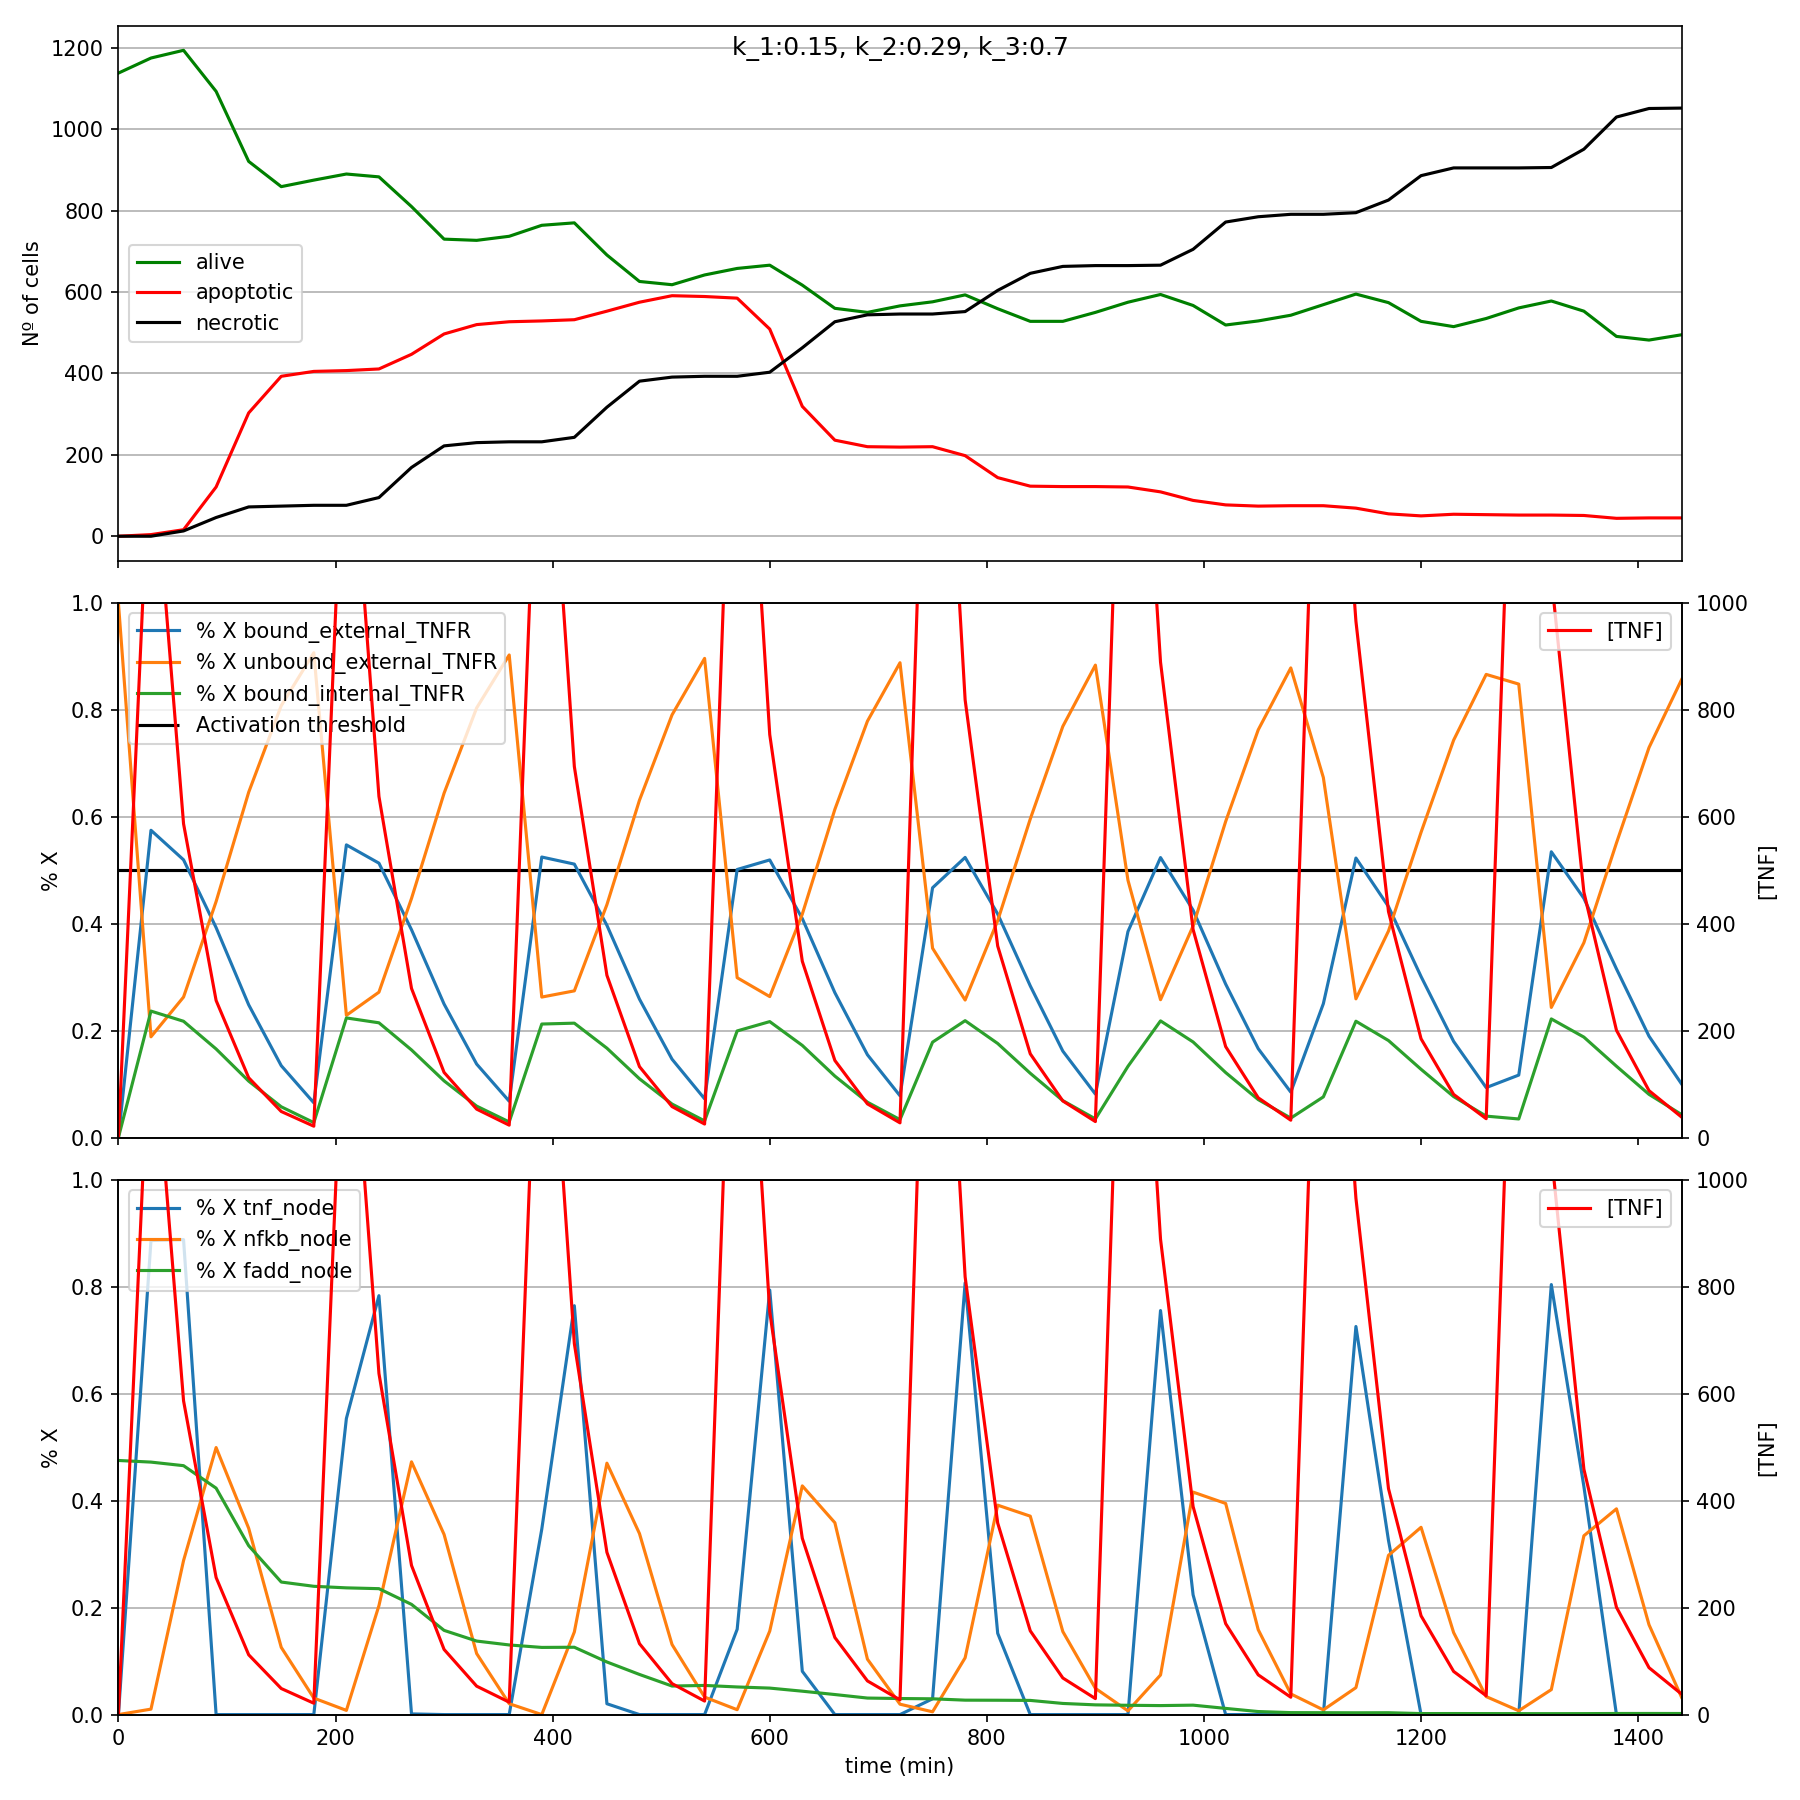 k_1:0.15, k_2:0.29, k_3:0.7
1200
1000
800
600
400
200
0
Nº of cells
alive
apoptotic
necrotic
1.0
0.8
0.6
0.4
0.2
0.0
% X
% X bound_external_TNFR
% X unbound_external_TNFR
% X bound_internal_TNFR
Activation threshold
[TNF]
1000
800
600
400
200
0
[TNF]
1.0
0.8
0.6
0.4
0.2
0.0
% X
% X tnf_node
% X nfkb_node
% X fadd_node
[TNF]
1000
800
600
400
200
0
[TNF]
0 200 400 600 800 1000 1200 1400
time (min)